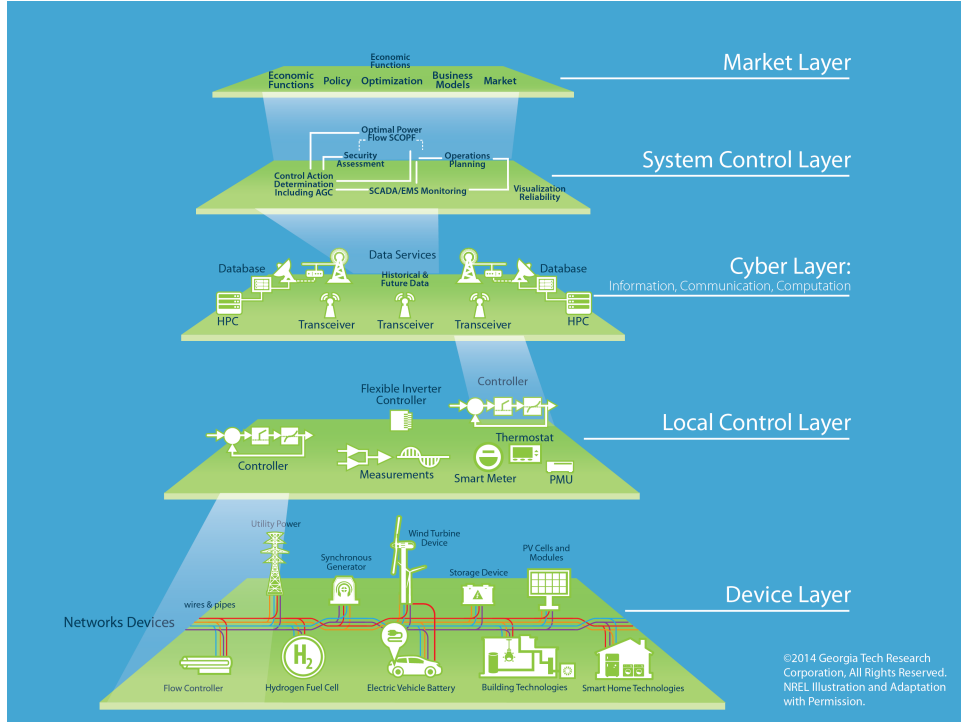 Market Layer
Economic
Functions
Economic
Functions
Policy
Optimization
Business
Models
Market
System Control Layer
Optimal Power
Flow SCOPF
Security
Assessment
Operations
Planning
Control Action
Determination
Including AGC
SCADA/EMS Monitoring
Visualization
Reliability
Cyber Layer:
Information, Communication, Computation
Data Services
Database
Historical &
Future Data
Database
HPC
Transceiver
Transceiver
Transceiver
HPC
Local Control Layer
Controller
Flexible Inverter
Controller
Thermostat
Controller
Measurements
Smart Meter
PMU
Device Layer
Utility Power
Synchronous
Generator
Wind Turbine
Device
Storage Device
PV Cells and
Modules
wires & pipes
Networks Devices
H2
Flow Controller
Hydrogen Fuel Cell
Electric Vehicle Battery
Building Technologies
Smart Home Technologies
©2014 Georgia Tech Research
Corporation, All Rights Reserved.
NREL Illustration and Adaptation
with Permission.